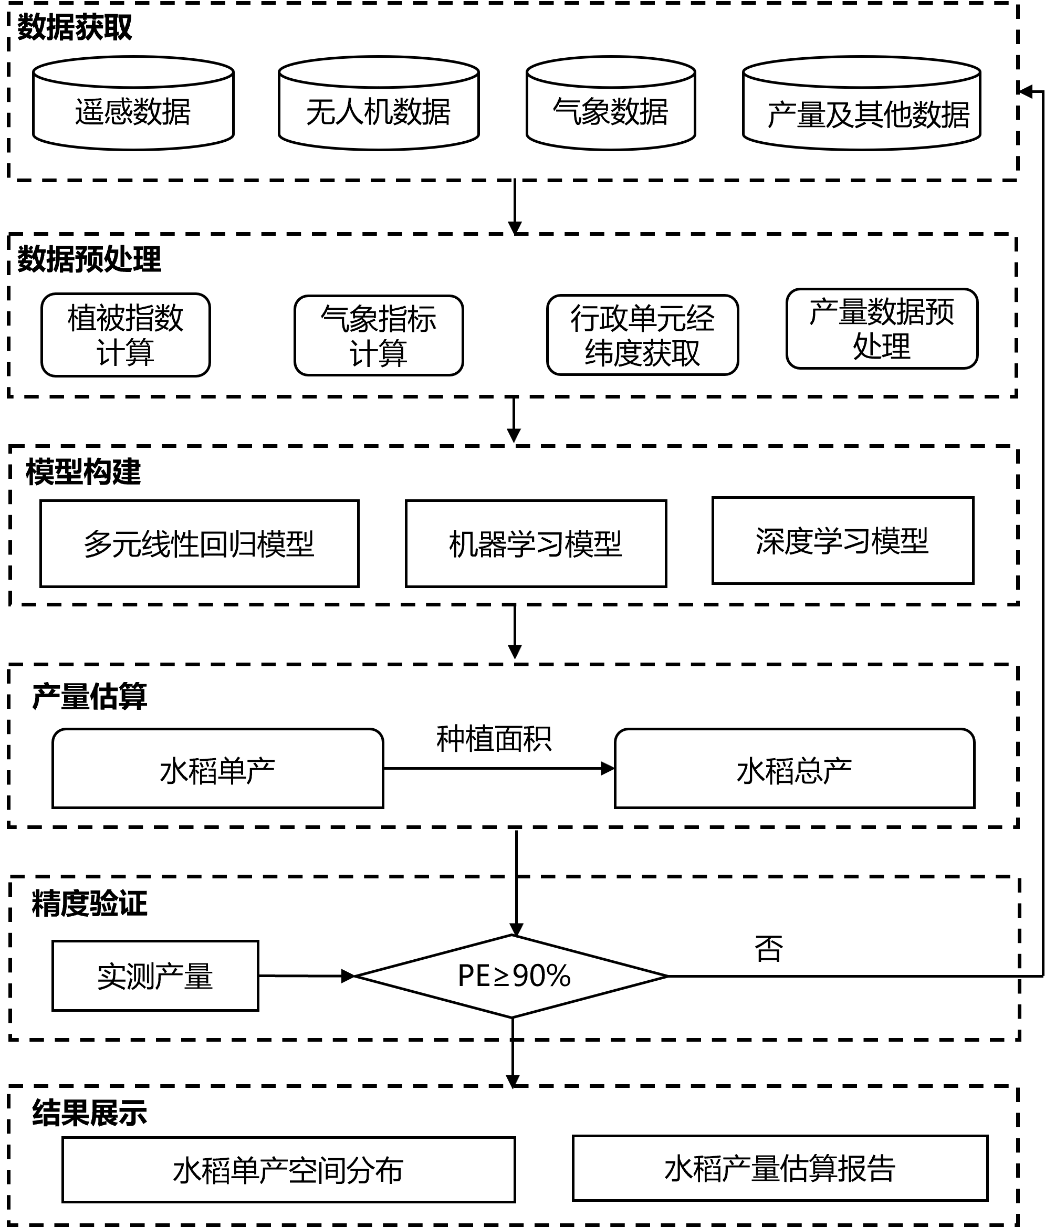 数据获取
遥感数据
无人机数据
气象数据
产量及其他数据
数据预处理
植被指数
计算
气象指标
计算
行政单元经
纬度获取
产量数据预
处理
模型构建
多元线性回归模型
机器学习模型
深度学习模型
产量估算
水稻单产
种植面积
水稻总产
精度验证
实测产量
PE≥90%
否
结果展示
水稻单产空间分布
水稻产量估算报告